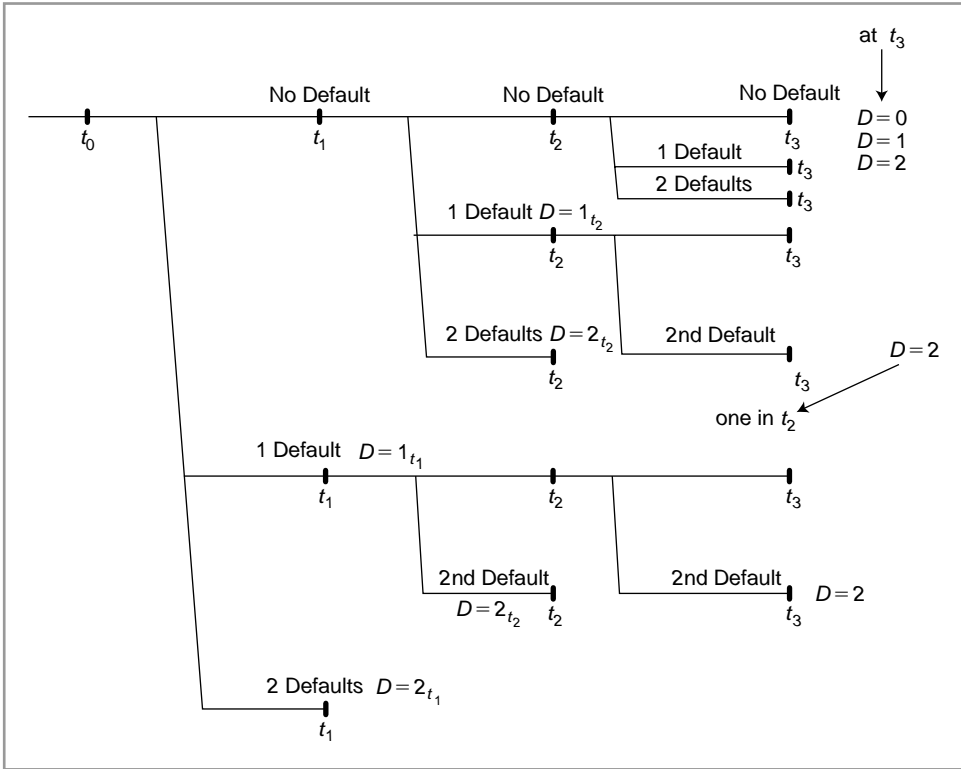 at t₃
No Default No Default No Default
t₀ t₁ t₂ t₃ D = 0
D = 1
1 Default t₃ D = 2
2 Defaults t₃
1 Default D = 1ₜ₂
t₂ t₃
2 Defaults D = 2ₜ₂ 2nd Default D = 2
t₂ t₃
one in t₂
1 Default D = 1ₜ₁
t₁ t₂ t₃
2nd Default 2nd Default
D = 2ₜ₂ t₂ t₃ D = 2
2 Defaults D = 2ₜ₁
t₁